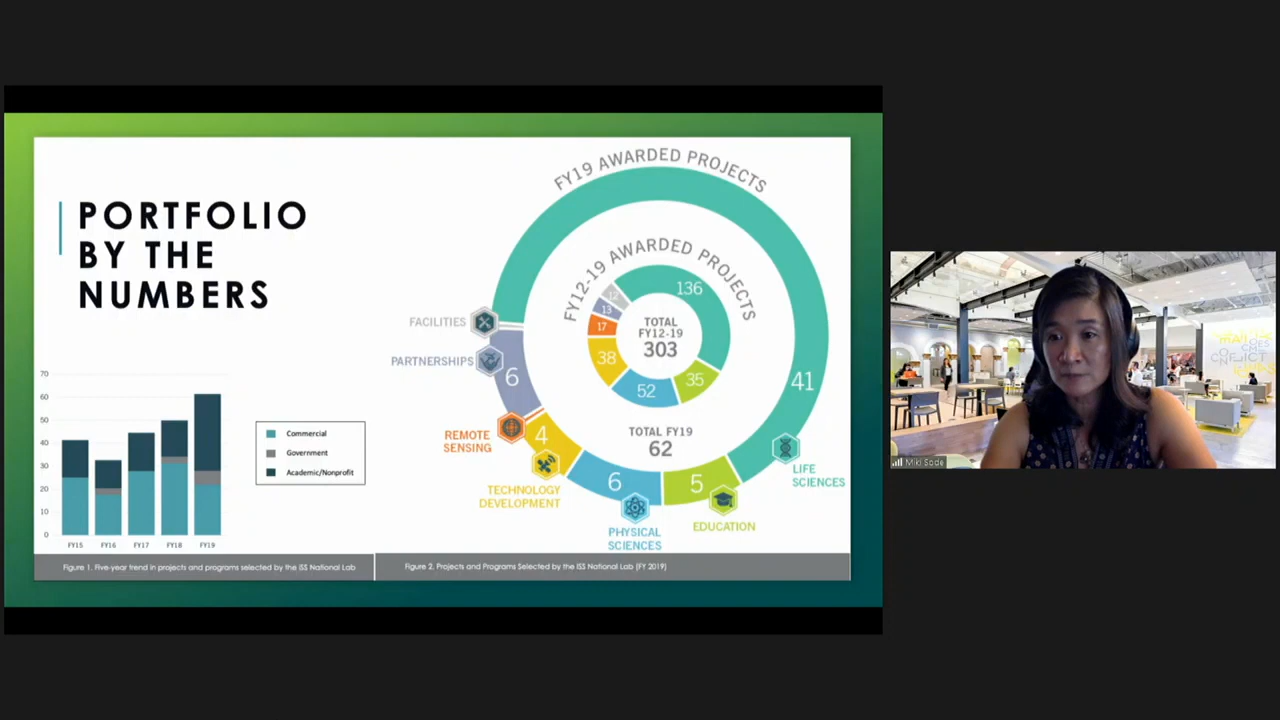 PORTFOLIO
BY THE
NUMBERS
70
60
50
40
30
20
10
0
FY15
FY16
FY17
FY18
FY19
Commercial
Government
Academic/Nonprofit
Figure 1. Five-year trend in projects and programs selected by the ISS National Lab
FY19 AWARDED PROJECTS
FY12-19 AWARDED PROJECTS
136
35
52
38
17
13
12
TOTAL
FY12-19
303
TOTAL FY19
62
41
5
6
4
6
FACILITIES
PARTNERSHIPS
REMOTE
SENSING
TECHNOLOGY
DEVELOPMENT
PHYSICAL
SCIENCES
EDUCATION
LIFE
SCIENCES
Figure 2. Projects and Programs Selected by the ISS National Lab (FY 2019)
Miki Sode